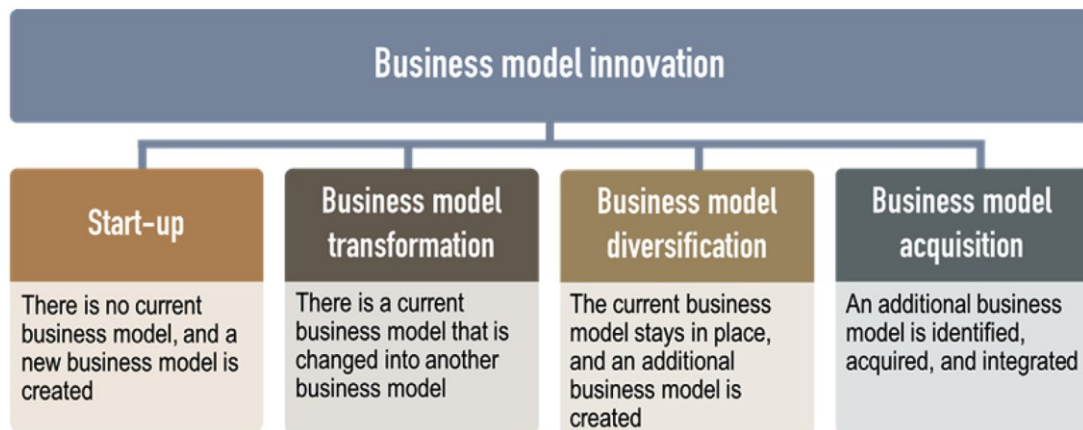 Business model innovation
Start-up
There is no current
business model, and a
new business model is
created
Business model
transformation
There is a current
business model that is
changed into another
business model
Business model
diversification
The current business
model stays in place,
and an additional
business model is
created
Business model
acquisition
An additional business
model is identified,
acquired, and integrated